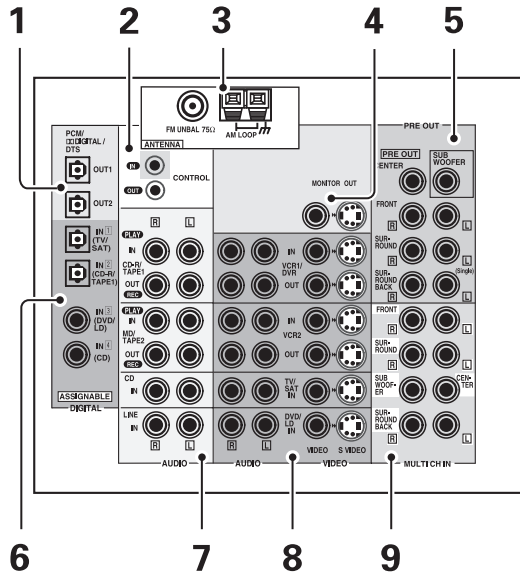 1
2
3
4
5
PCM/
DIGITAL /
DTS
OUT1
OUT2
IN 1
(TV/
SAT)
IN 2
(CD-R/
TAPE1)
IN 3
(DVD/
LD)
IN 4
(CD)
ASSIGNABLE
DIGITAL
FM UNBAL 75Ω
AM LOOP
ANTENNA
IN
CONTROL
OUT
R L
PLAY
IN
CD-R/
TAPE1
OUT
REC
PLAY
IN
MD/
TAPE2
OUT
REC
CD
IN
LINE
IN
R L
AUDIO
MONITOR OUT
IN
VCR1/
DVR
OUT
IN
VCR2
OUT
TV/
SAT
IN
DVD/
LD
IN
R L
AUDIO
VIDEO
S VIDEO
VIDEO
PRE OUT
PRE OUT
CENTER
SUB
WOOFER
FRONT
R L
SUR-
ROUND
R L
SUR-
ROUND
BACK
(Single)
R L
FRONT
R L
SUR-
ROUND
R L
SUB
WOOF-
ER
CEN-
TER
SUR-
ROUND
BACK
R L
MULTI CH IN
6
7
8
9